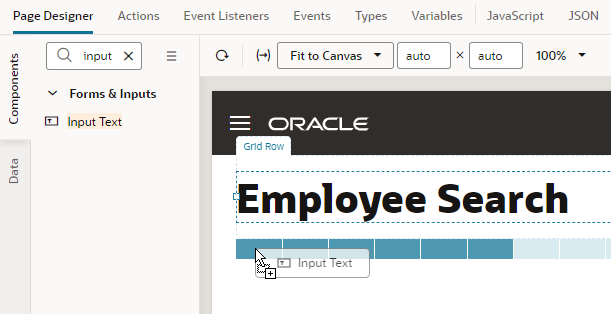 Page Designer Actions Event Listeners Events Types Variables JavaScript JSON
Components
Data
input
Fit to Canvas auto × auto 100%
Forms & Inputs
Input Text
ORACLE
Grid Row
Employee Search
Input Text